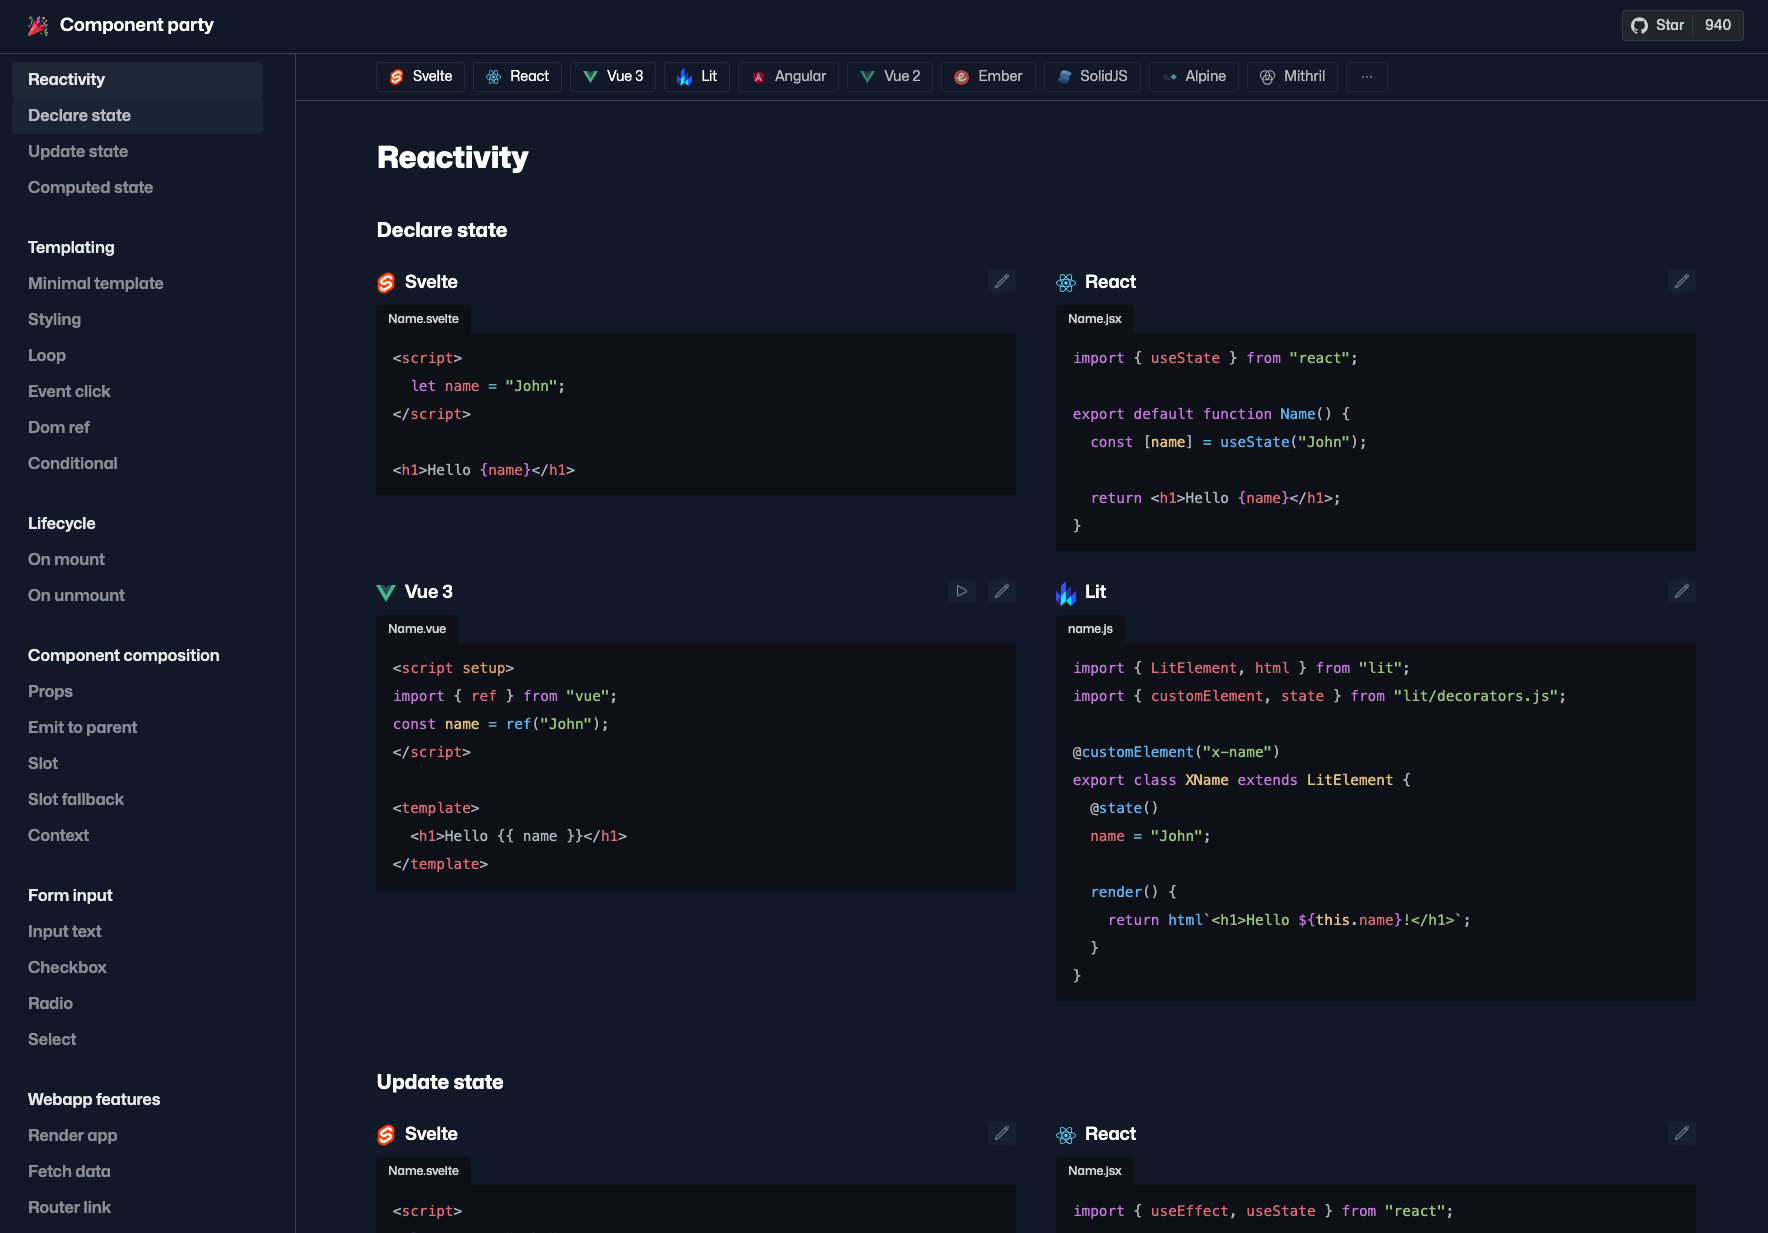 Component party
Star 940
Reactivity
Declare state
Update state
Computed state
Templating
Minimal template
Styling
Loop
Event click
Dom ref
Conditional
Lifecycle
On mount
On unmount
Component composition
Props
Emit to parent
Slot
Slot fallback
Context
Form input
Input text
Checkbox
Radio
Select
Webapp features
Render app
Fetch data
Router link
Svelte React Vue 3 Lit Angular Vue 2 Ember SolidJS Alpine Mithril ...
Reactivity
Declare state
Svelte
Name.svelte
<script>
  let name = "John";
</script>

<h1>Hello {name}</h1>
React
Name.jsx
import { useState } from "react";

export default function Name() {
  const [name] = useState("John");

  return <h1>Hello {name}</h1>;
}
Vue 3
Name.vue
<script setup>
import { ref } from "vue";
const name = ref("John");
</script>

<template>
  <h1>Hello {{ name }}</h1>
</template>
Lit
name.js
import { LitElement, html } from "lit";
import { customElement, state } from "lit/decorators.js";

@customElement("x-name")
export class XName extends LitElement {
  @state()
  name = "John";

  render() {
    return html`<h1>Hello ${this.name}!</h1>`;
  }
}
Update state
Svelte
Name.svelte
<script>
React
Name.jsx
import { useEffect, useState } from "react";